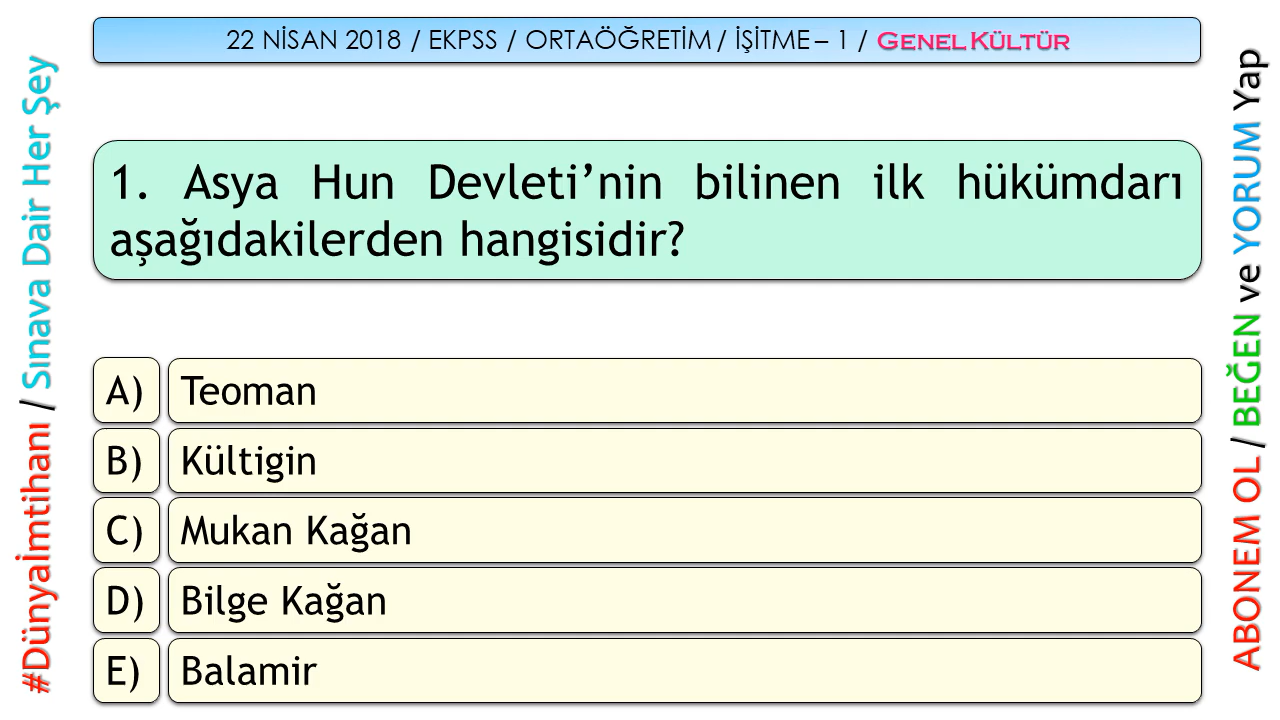 22 NİSAN 2018 / EKPSS / ORTAÖĞRETİM / İŞİTME – 1 / GENEL KÜLTÜR
1. Asya Hun Devleti’nin bilinen ilk hükümdarı
aşağıdakilerden hangisidir?
A) Teoman
B) Kültigin
C) Mukan Kağan
D) Bilge Kağan
E) Balamir
#Dünyaİmtihanı / Sınava Dair Her Şey
ABONEM OL / BEĞEN ve YORUM Yap